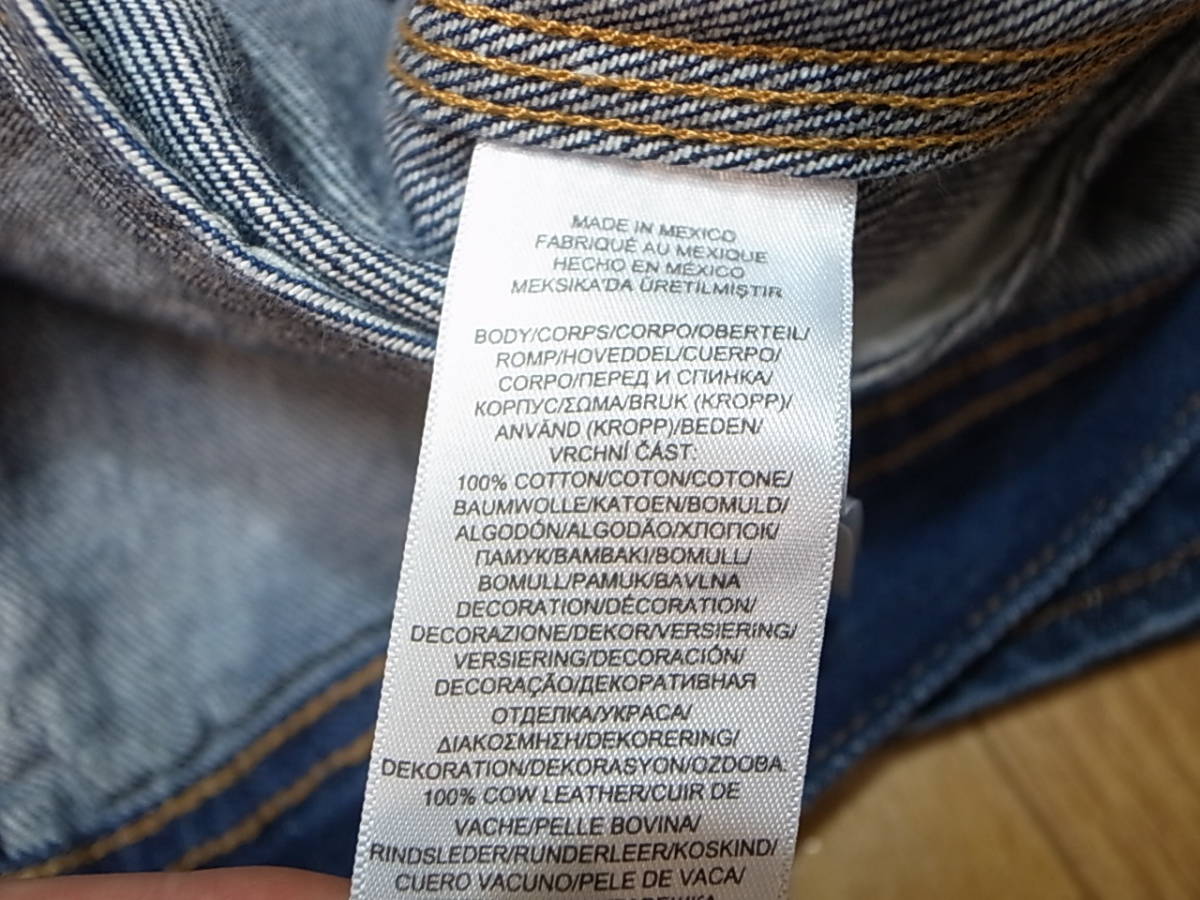 MADE IN MEXICO
FABRIQUÉ AU MEXIQUE
HECHO EN MÉXICO
MEKSIKA'DA ÜRETİLMİŞTİR
BODY/CORPS/CORPO/OBERTEIL/
ROMP/HOVEDDEL/CUERPO/
CORPO/ПЕРЕД И СПИНКА/
КОРПУС/ΣΩΜΑ/BRUK (KROPP)/
ANVÄND (KROPP)/BEDEN/
VRCHNÍ ČÁST:
100% COTTON/COTON/COTONE/
BAUMWOLLE/KATOEN/BOMULD/
ALGODÓN/ALGODÃO/ХЛОПОК/
ПАМУК/ΒΑΜΒΑΚΙ/BOMULL/
BOMULL/PAMUK/BAVLNA
DECORATION/DÉCORATION/
DECORAZIONE/DEKOR/VERSIERING/
VERSIERING/DECORACIÓN/
DECORAÇÃO/ДЕКОРАТИВНАЯ
ОТДЕЛКА/УКРАСА/
ΔΙΑΚΟΣΜΗΣΗ/DEKORERING/
DEKORATION/DEKORASYON/OZDOBA:
100% COW LEATHER/CUIR DE
VACHE/PELLE BOVINA/
RINDSLEDER/RUNDERLEER/KOSKIND/
CUERO VACUNO/PELE DE VACA/